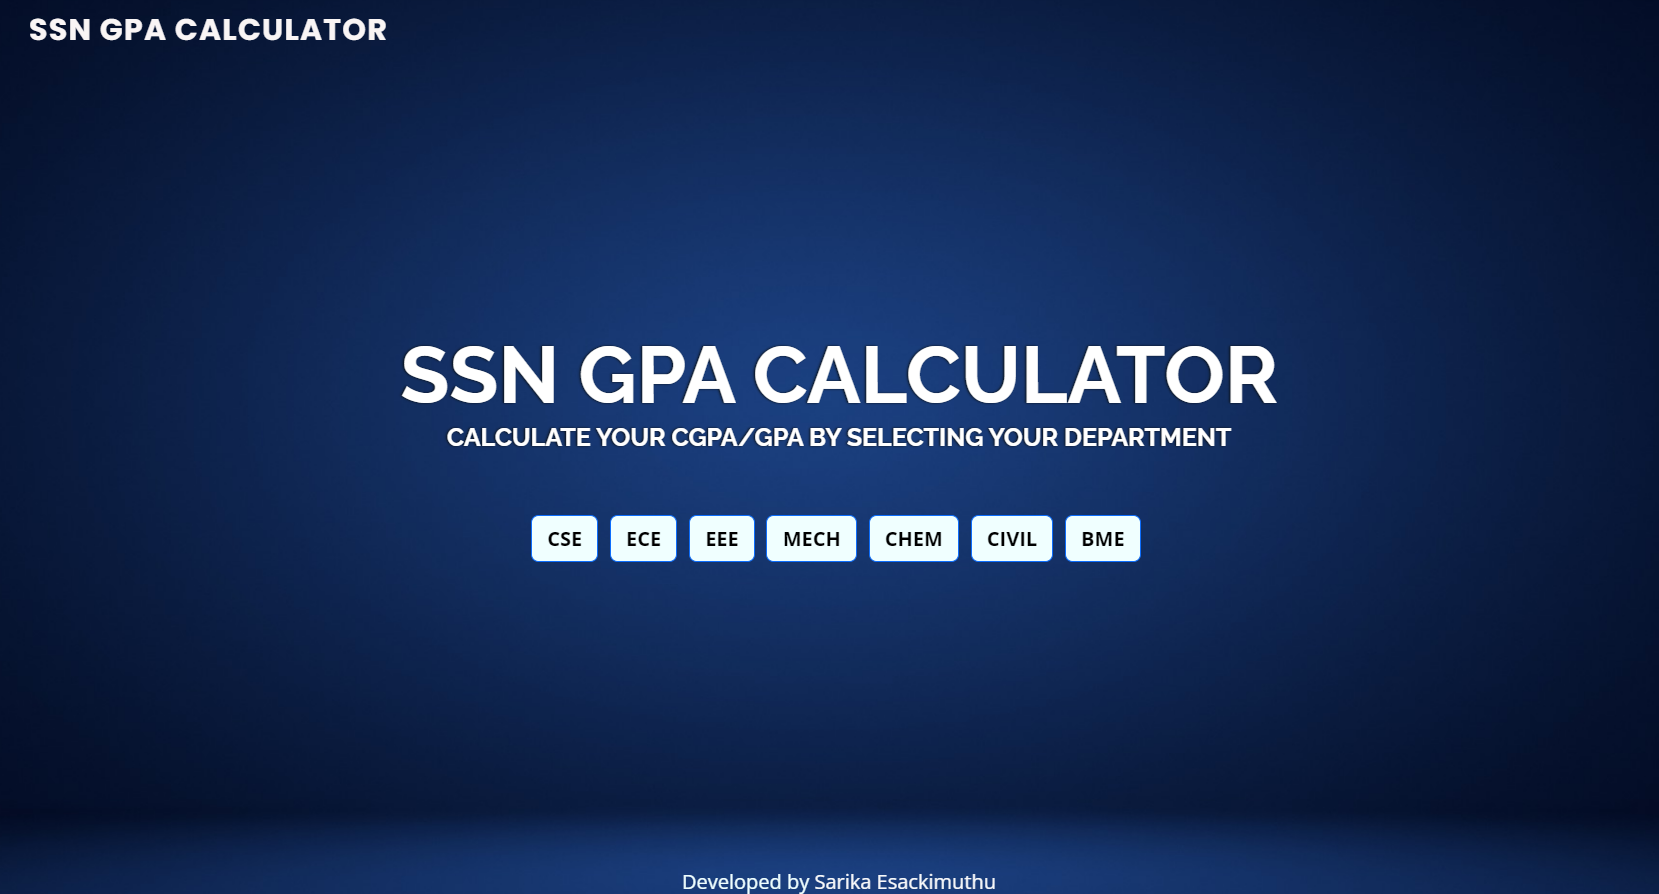 SSN GPA CALCULATOR
SSN GPA CALCULATOR
CALCULATE YOUR CGPA/GPA BY SELECTING YOUR DEPARTMENT
CSE ECE EEE MECH CHEM CIVIL BME
Developed by Sarika Esackimuthu